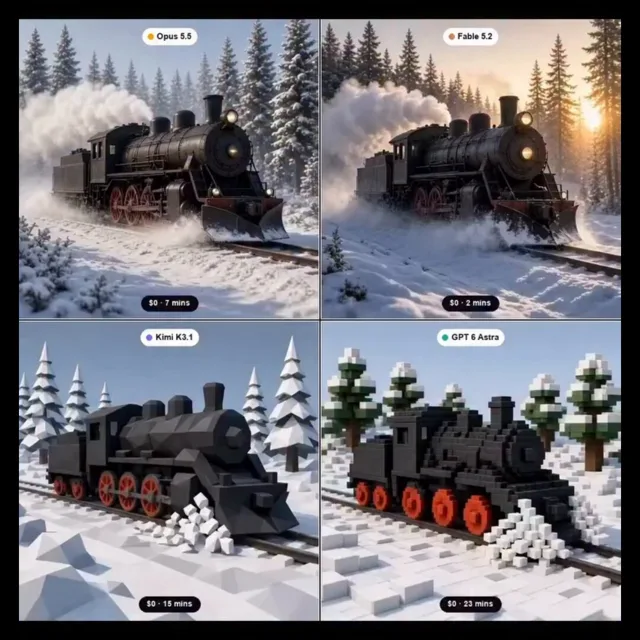 Opus 5.5
Fable 5.2
$0 · 7 mins
$0 · 2 mins
Kimi K3.1
GPT 6 Astra
$0 · 15 mins
$0 · 23 mins